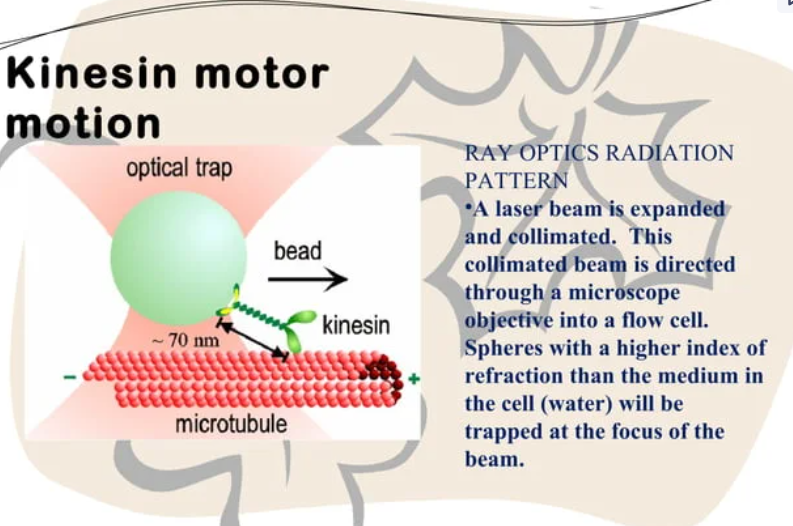 Kinesin motor
motion
optical trap
bead
kinesin
~ 70 nm
−
+
microtubule
RAY OPTICS RADIATION
PATTERN
•A laser beam is expanded
and collimated.  This
collimated beam is directed
through a microscope
objective into a flow cell.
Spheres with a higher index of
refraction than the medium in
the cell (water) will be
trapped at the focus of the
beam.